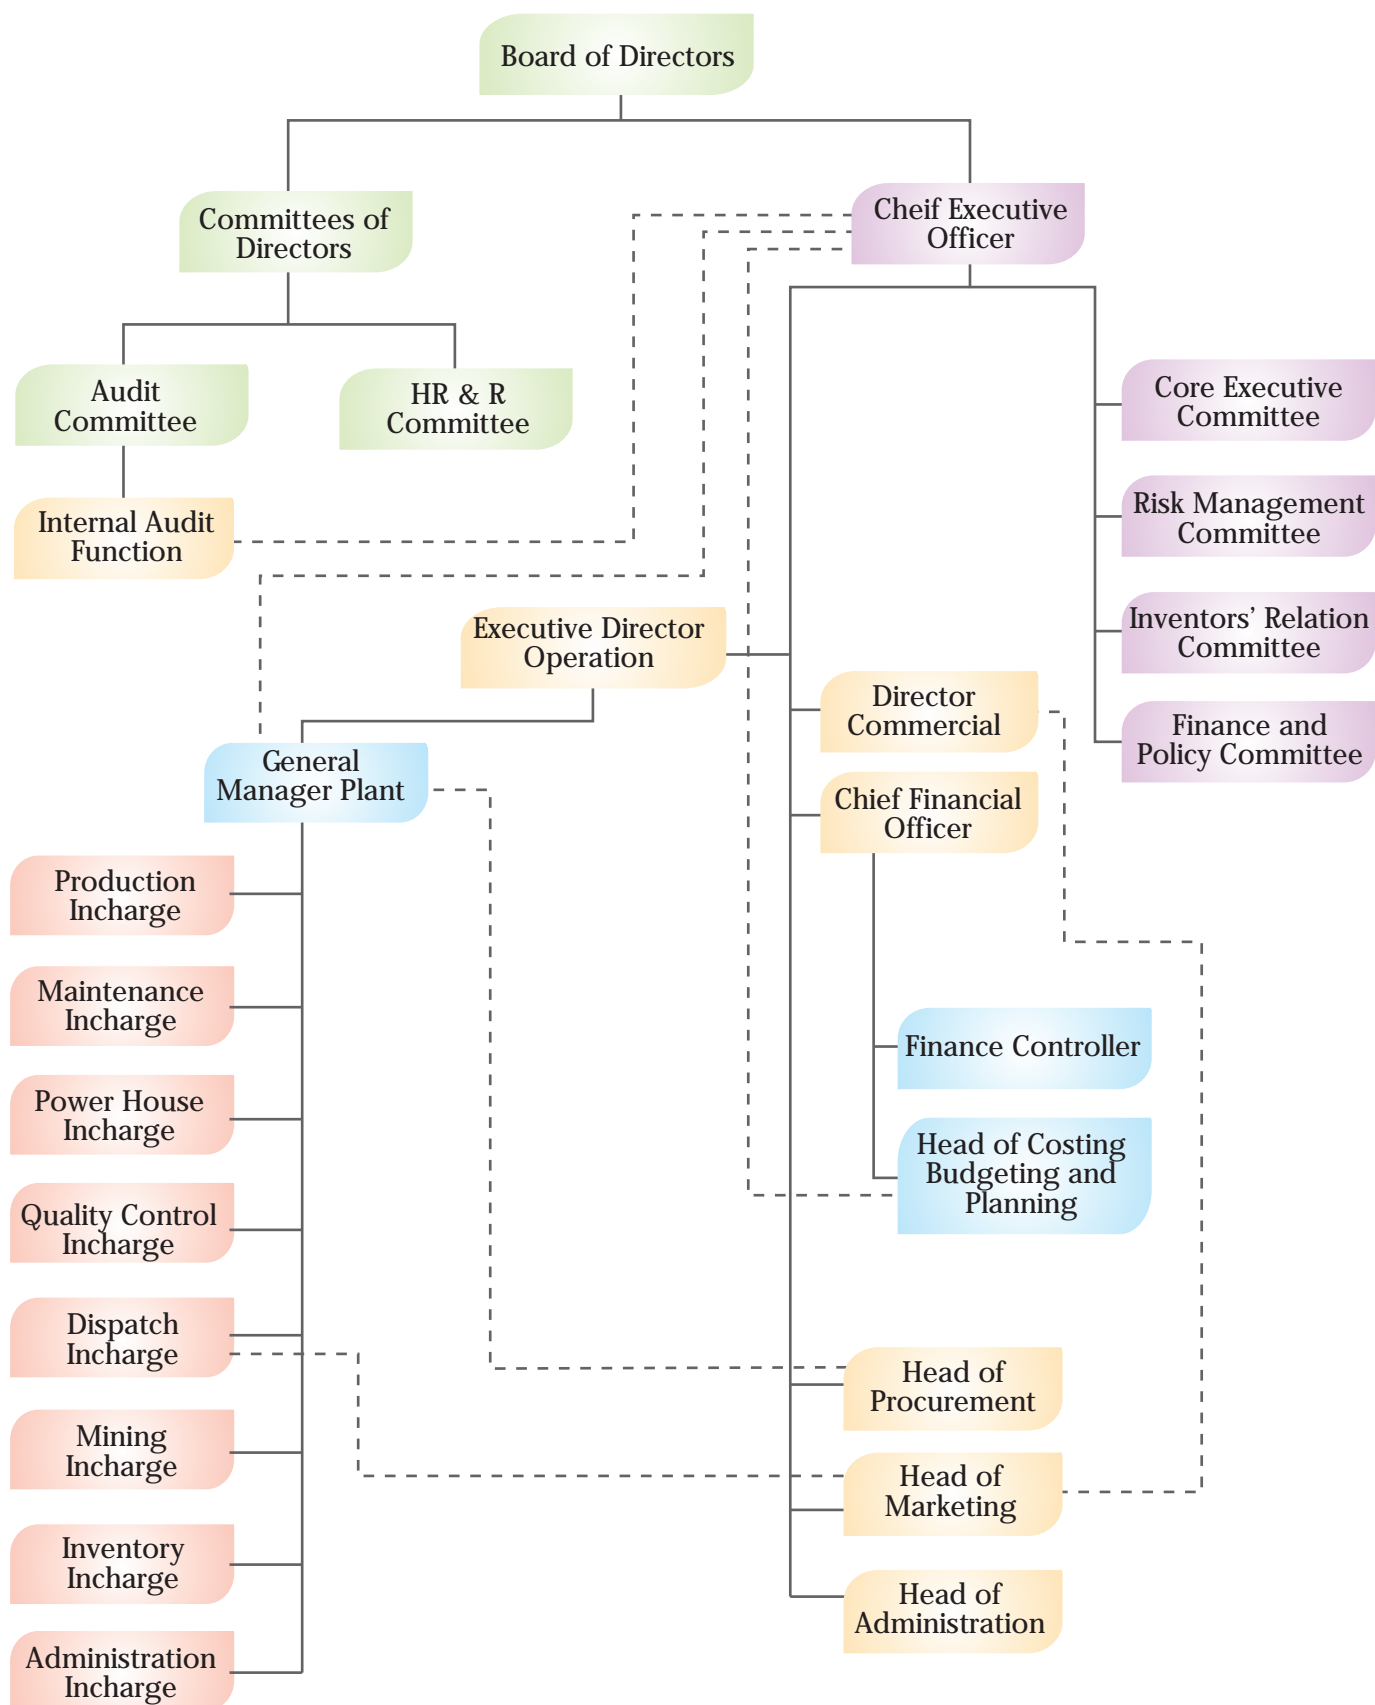 Board of Directors
Committees of
Directors
Cheif Executive
Officer
Audit
Committee
HR & R
Committee
Core Executive
Committee
Internal Audit
Function
Risk Management
Committee
Executive Director
Operation
Inventors’ Relation
Committee
Director
Commercial
Finance and
Policy Committee
General
Manager Plant
Chief Financial
Officer
Production
Incharge
Maintenance
Incharge
Finance Controller
Power House
Incharge
Head of Costing
Budgeting and
Planning
Quality Control
Incharge
Dispatch
Incharge
Head of
Procurement
Mining
Incharge
Head of
Marketing
Inventory
Incharge
Head of
Administration
Administration
Incharge